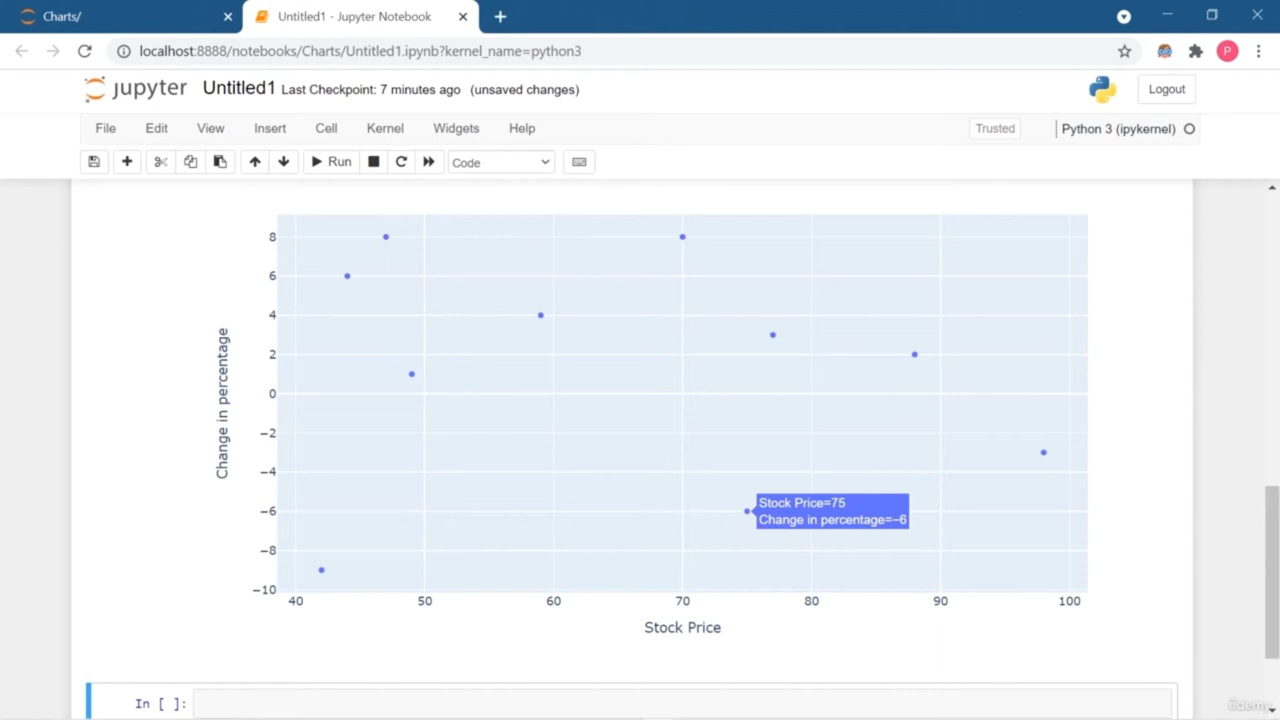 Charts/
Untitled1 - Jupyter Notebook
localhost:8888/notebooks/Charts/Untitled1.ipynb?kernel_name=python3
P
jupyter Untitled1 Last Checkpoint: 7 minutes ago (unsaved changes)
Logout
File Edit View Insert Cell Kernel Widgets Help
Trusted
Python 3 (ipykernel)
Run
Code
8
6
4
2
0
−2
−4
−6
−8
−10
Change in percentage
Stock Price=75
Change in percentage=−6
40 50 60 70 80 90 100
Stock Price
In [ ]:
ûdemy